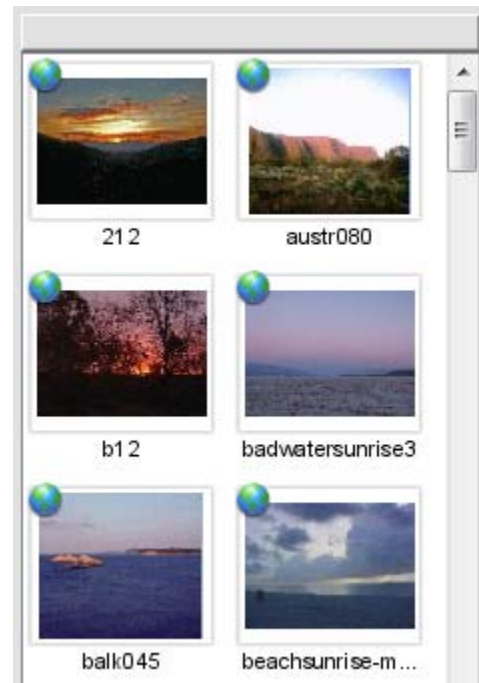 212
austr080
b12
badwatersunrise3
balk045
beachsunrise-m...